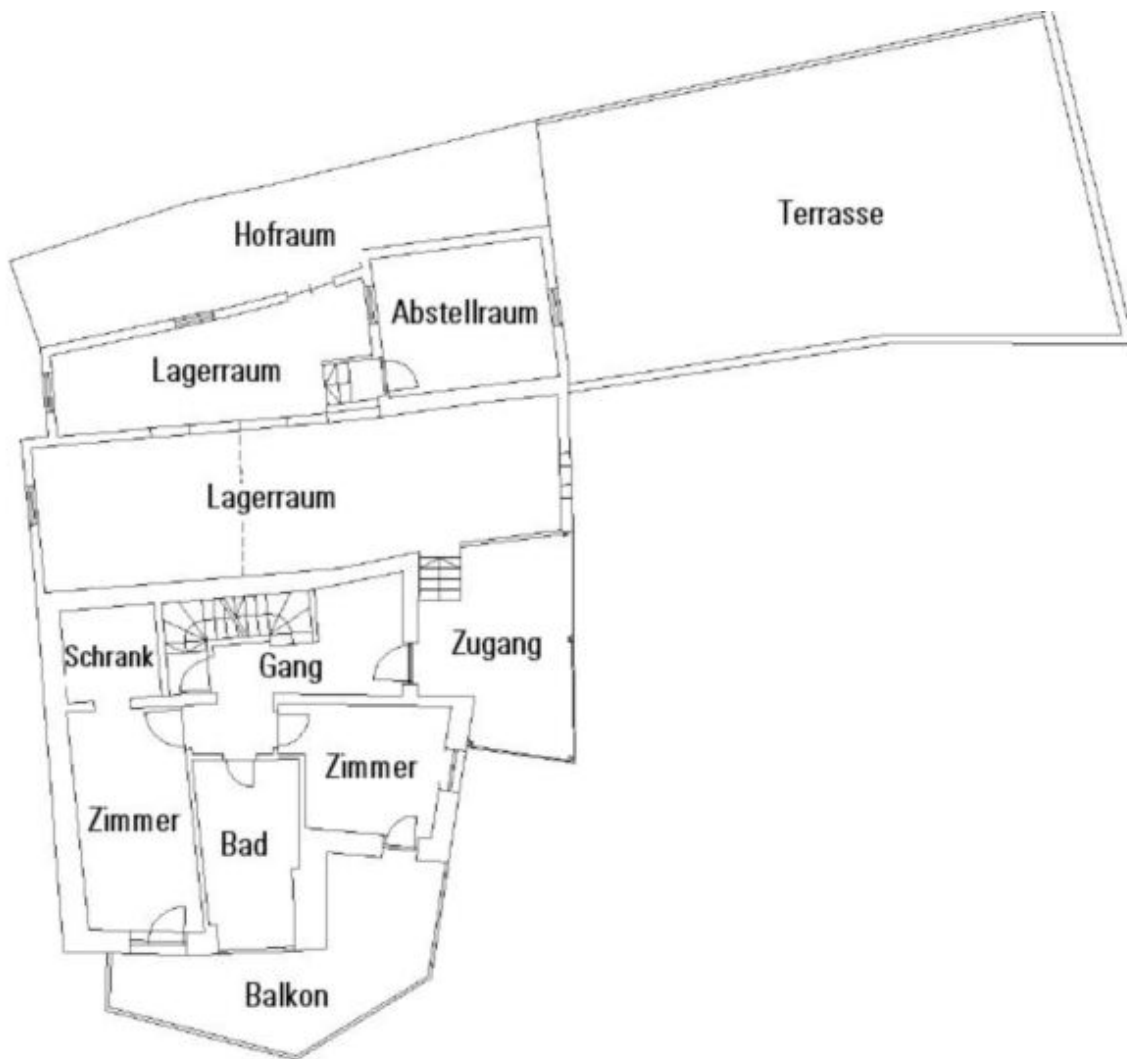 Terrasse
Hofraum
Abstellraum
Lagerraum
Lagerraum
Schrank
Gang
Zugang
Zimmer
Zimmer
Bad
Balkon